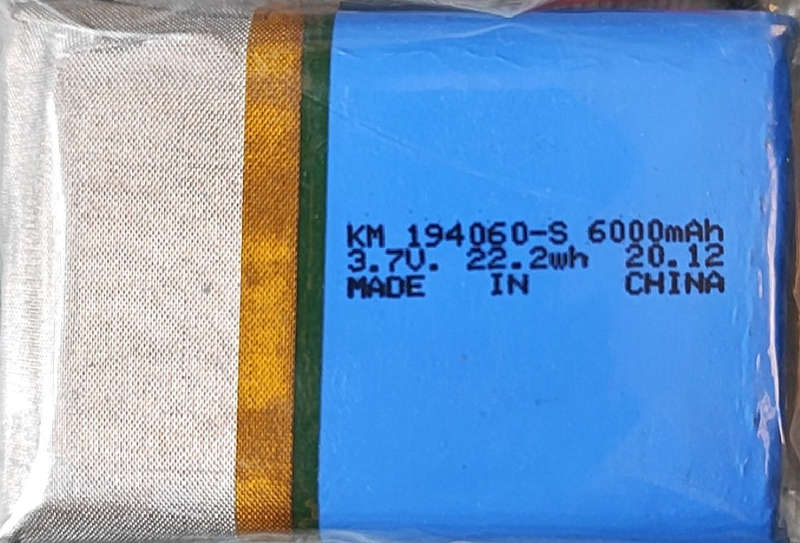 KM 194060-S 6000mAh
3.7V. 22.2wh 20.12
MADE IN CHINA